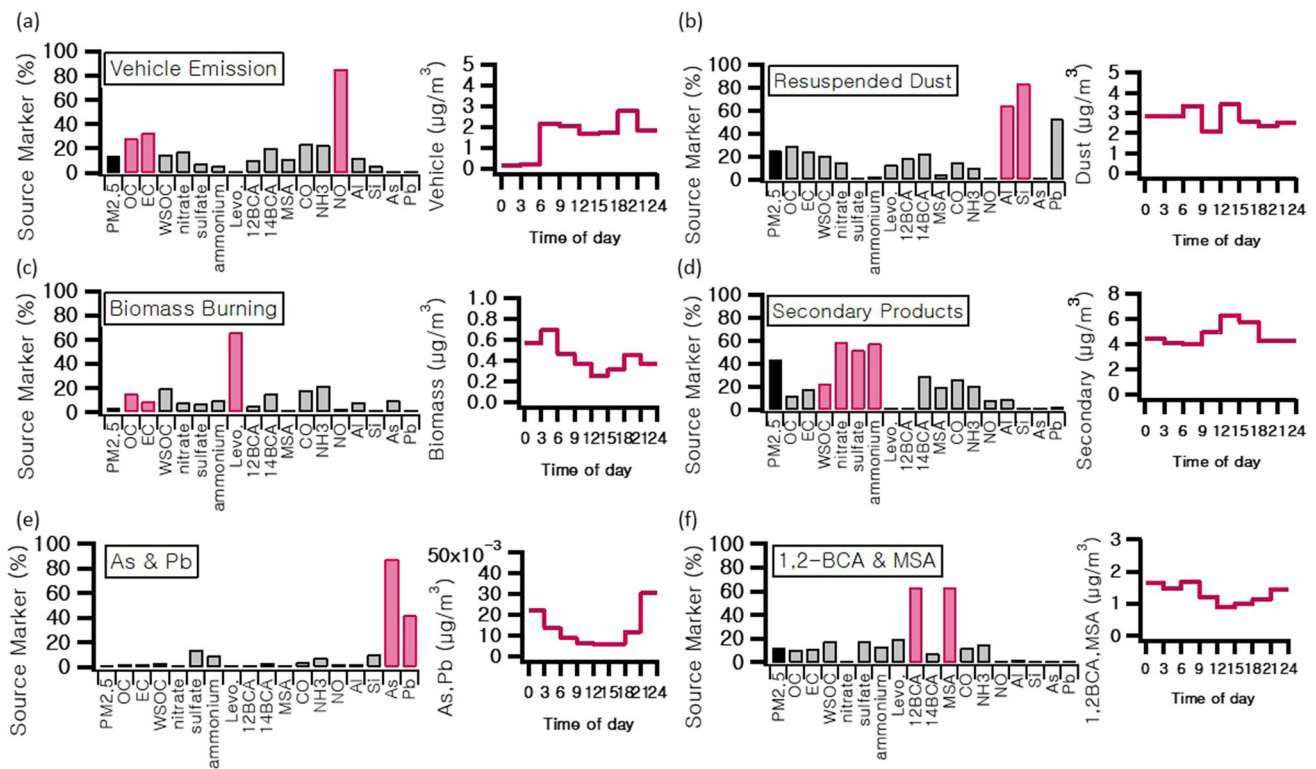 (a)
Vehicle Emission
Source Marker (%)
100
80
60
40
20
0
PM2.5
OC
EC
WSOC
nitrate
sulfate
ammonium
Levo.
12BCA
14BCA
MSA
CO
NH3
NO
Al
Si
As
Pb
Vehicle (μg/m³)
5
4
3
2
1
0
0 3 6 9 12 15 18 21 24
Time of day
(b)
Resuspended Dust
Source Marker (%)
100
80
60
40
20
0
PM2.5
OC
EC
WSOC
nitrate
sulfate
ammonium
Levo.
12BCA
14BCA
MSA
CO
NH3
NO
Al
Si
As
Pb
Dust (μg/m³)
5
4
3
2
1
0
0 3 6 9 12 15 18 21 24
Time of day
(c)
Biomass Burning
Source Marker (%)
100
80
60
40
20
0
PM2.5
OC
EC
WSOC
nitrate
sulfate
ammonium
Levo.
12BCA
14BCA
MSA
CO
NH3
NO
Al
Si
As
Pb
Biomass (μg/m³)
1.0
0.8
0.6
0.4
0.2
0.0
0 3 6 9 12 15 18 21 24
Time of day
(d)
Secondary Products
Source Marker (%)
100
80
60
40
20
0
PM2.5
OC
EC
WSOC
nitrate
sulfate
ammonium
Levo.
12BCA
14BCA
MSA
CO
NH3
NO
Al
Si
As
Pb
Secondary (μg/m³)
8
6
4
2
0
0 3 6 9 12 15 18 21 24
Time of day
(e)
As & Pb
Source Marker (%)
100
80
60
40
20
0
PM2.5
OC
EC
WSOC
nitrate
sulfate
ammonium
Levo.
12BCA
14BCA
MSA
CO
NH3
NO
Al
Si
As
Pb
As,Pb (μg/m³)
50x10⁻³
40
30
20
10
0
0 3 6 9 12 15 18 21 24
Time of day
(f)
1,2-BCA & MSA
Source Marker (%)
100
80
60
40
20
0
PM2.5
OC
EC
WSOC
nitrate
sulfate
ammonium
Levo.
12BCA
14BCA
MSA
CO
NH3
NO
Al
Si
As
Pb
1,2BCA,MSA (μg/m³)
3
2
1
0
0 3 6 9 12 15 18 21 24
Time of day